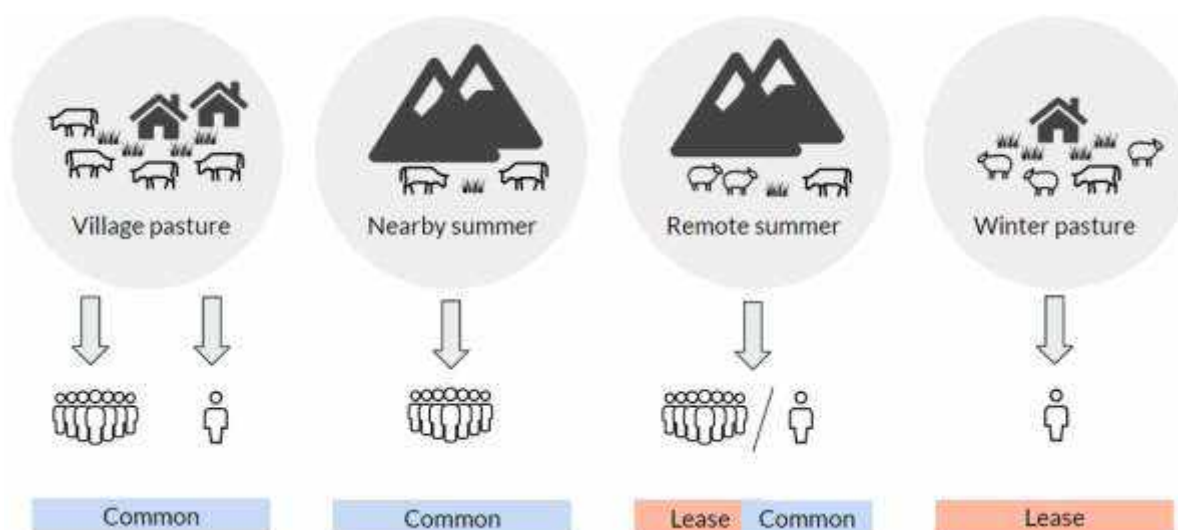 Village pasture
Nearby summer
Remote summer
Winter pasture
Common
Common
Lease
Common
Lease